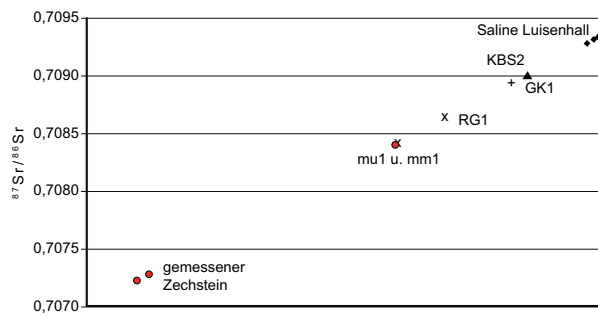 0,7095
Saline Luisenhall
KBS2
0,7090
GK1
0,7085
RG1
mu1 u. mm1
0,7080
0,7075
gemessener
Zechstein
0,7070
⁸⁷Sr/⁸⁶Sr